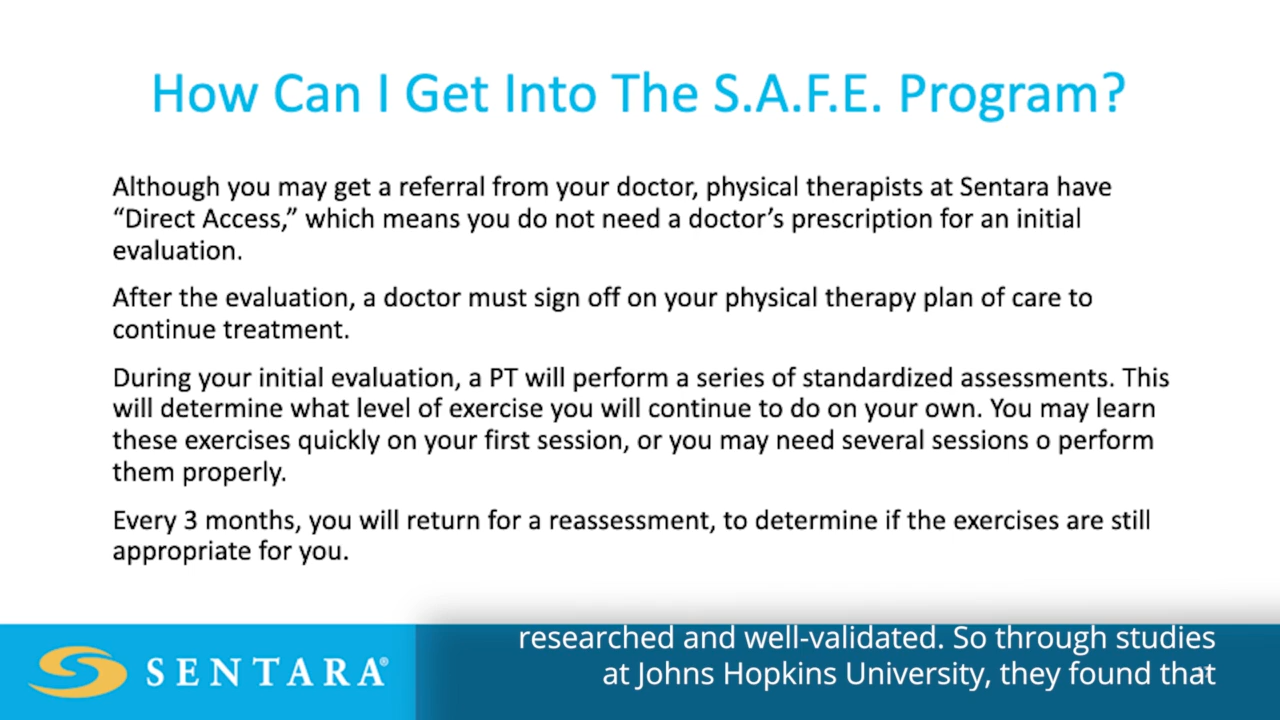 How Can I Get Into The S.A.F.E. Program?
Although you may get a referral from your doctor, physical therapists at Sentara have
“Direct Access,” which means you do not need a doctor’s prescription for an initial
evaluation.
After the evaluation, a doctor must sign off on your physical therapy plan of care to
continue treatment.
During your initial evaluation, a PT will perform a series of standardized assessments. This
will determine what level of exercise you will continue to do on your own. You may learn
these exercises quickly on your first session, or you may need several sessions o perform
them properly.
Every 3 months, you will return for a reassessment, to determine if the exercises are still
appropriate for you.
researched and well-validated. So through studies
at Johns Hopkins University, they found that
SENTARA®